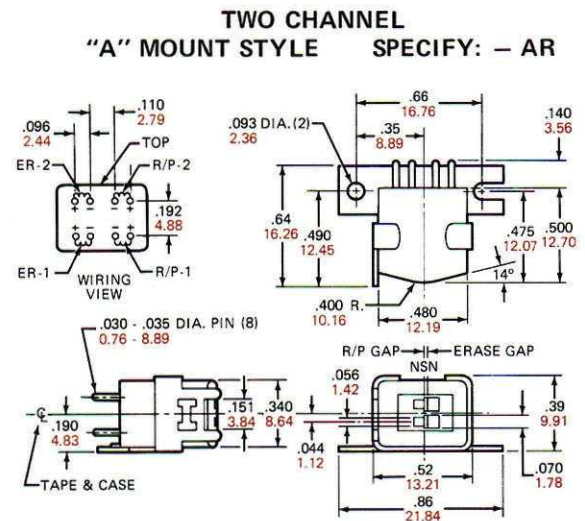 TWO CHANNEL
“A” MOUNT STYLE SPECIFY: – AR
.096
2.44
.110
2.79
TOP
ER-2
R/P-2
+ – – +
.192
4.88
+ – – +
ER-1
R/P-1
WIRING
VIEW
.66
16.76
.093 DIA.(2)
2.36
.35
8.89
.140
3.56
.64
16.26
.490
12.45
.475
12.07
.500
12.70
14°
.400 R.
10.16
.480
12.19
.030 - .035 DIA. PIN (8)
0.76 - 8.89
.190
4.83
.151
3.84
.340
8.64
TAPE & CASE
R/P GAP
ERASE GAP
NSN
.056
1.42
.044
1.12
.39
9.91
.070
1.78
.52
13.21
.86
21.84